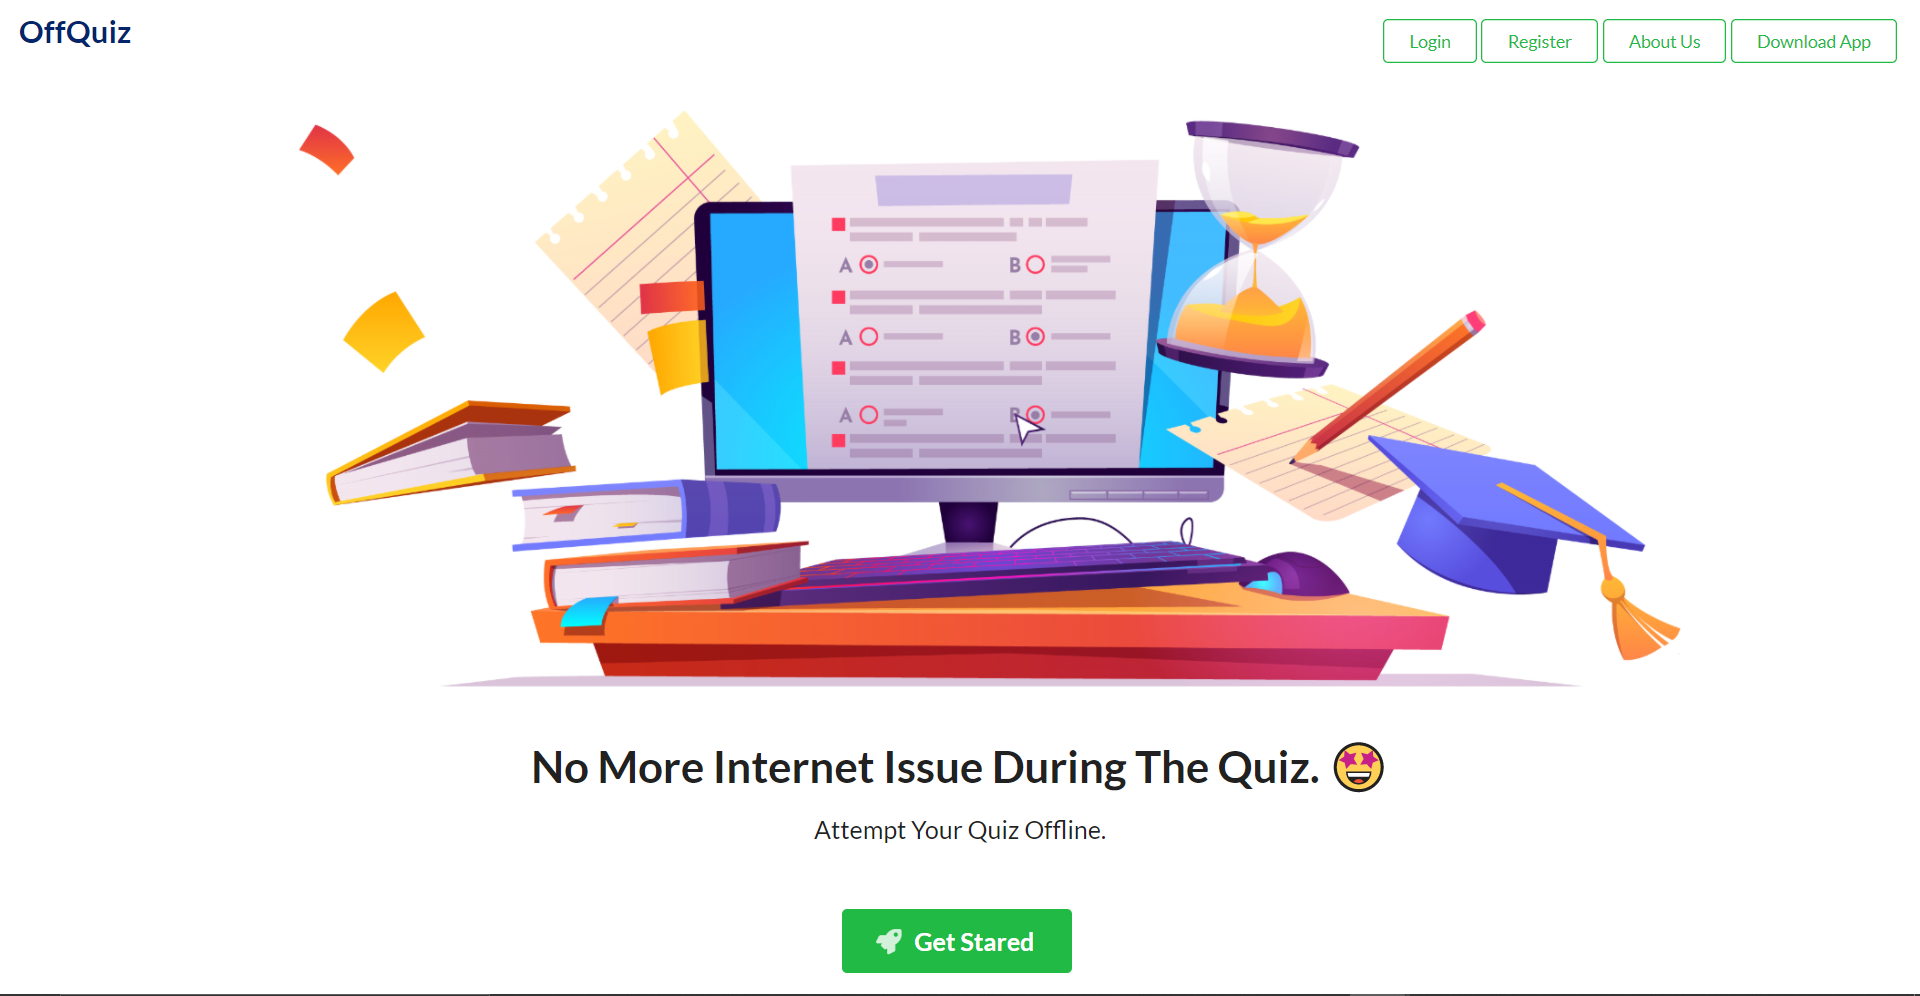 OffQuiz
Login
Register
About Us
Download App
A
B
A
B
A
B
No More Internet Issue During The Quiz. 🤩
Attempt Your Quiz Offline.
Get Stared